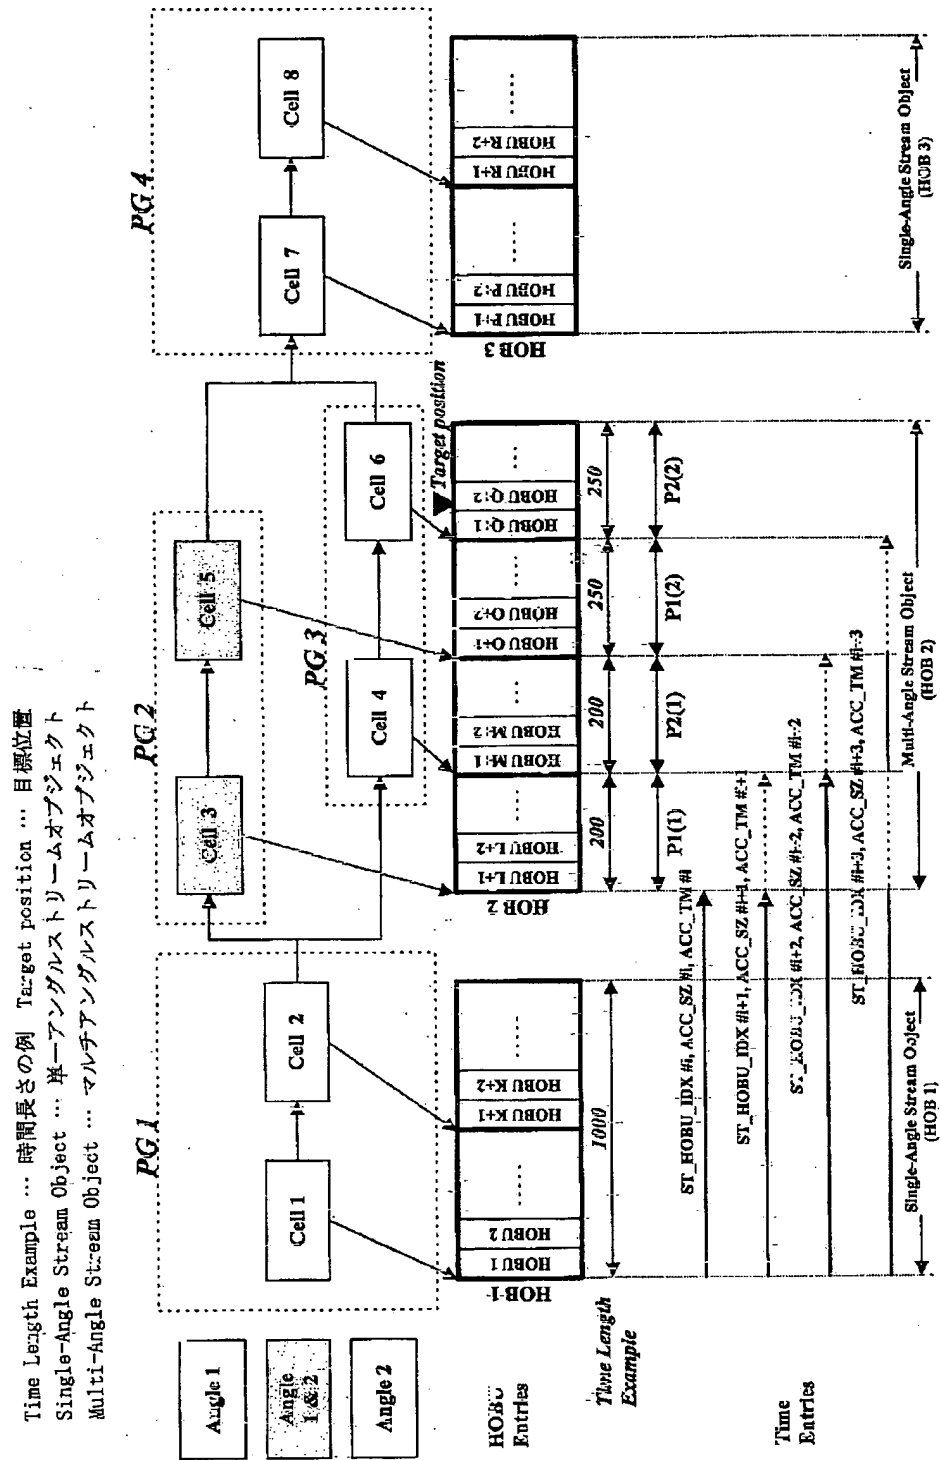 Time Length Example … 時間長さの例 Target position … 目標位置
Single-Angle Stream Object … 単一アングルストリームオブジェクト
Multi-Angle Stream Object … マルチアングルストリームオブジェクト
Angle 1
Angle 1 & 2
Angle 2
PG 1
Cell 1
Cell 2
PG 2
Cell 3
Cell 5
PG 3
Cell 4
Cell 6
PG 4
Cell 7
Cell 8
Target position
HOBU
Entries
HOB 1
HOBU 1
HOBU 2
......
HOBU K+1
HOBU K+2
......
HOB 2
HOBU L+1
HOBU L+2
...
HOBU M+1
HOBU M+2
...
HOBU O+1
HOBU O+2
...
HOBU Q+1
HOBU Q+2
...
HOB 3
HOBU P+1
HOBU P+2
......
HOBU R+1
HOBU R+2
......
Time Length
Example
1000
200
200
250
250
P1(1)
P2(1)
P1(2)
P2(2)
Time
Entries
ST_HOBU_IDX #i, ACC_SZ #i, ACC_TM #i
ST_HOBU_IDX #i+1, ACC_SZ #i+1, ACC_TM #i+1
ST_HOBU_IDX #i+2, ACC_SZ #i+2, ACC_TM #i+2
ST_HOBU_IDX #i+3, ACC_SZ #i+3, ACC_TM #i+3
Single-Angle Stream Object
(HOB 1)
Multi-Angle Stream Object
(HOB 2)
Single-Angle Stream Object
(HOB 3)